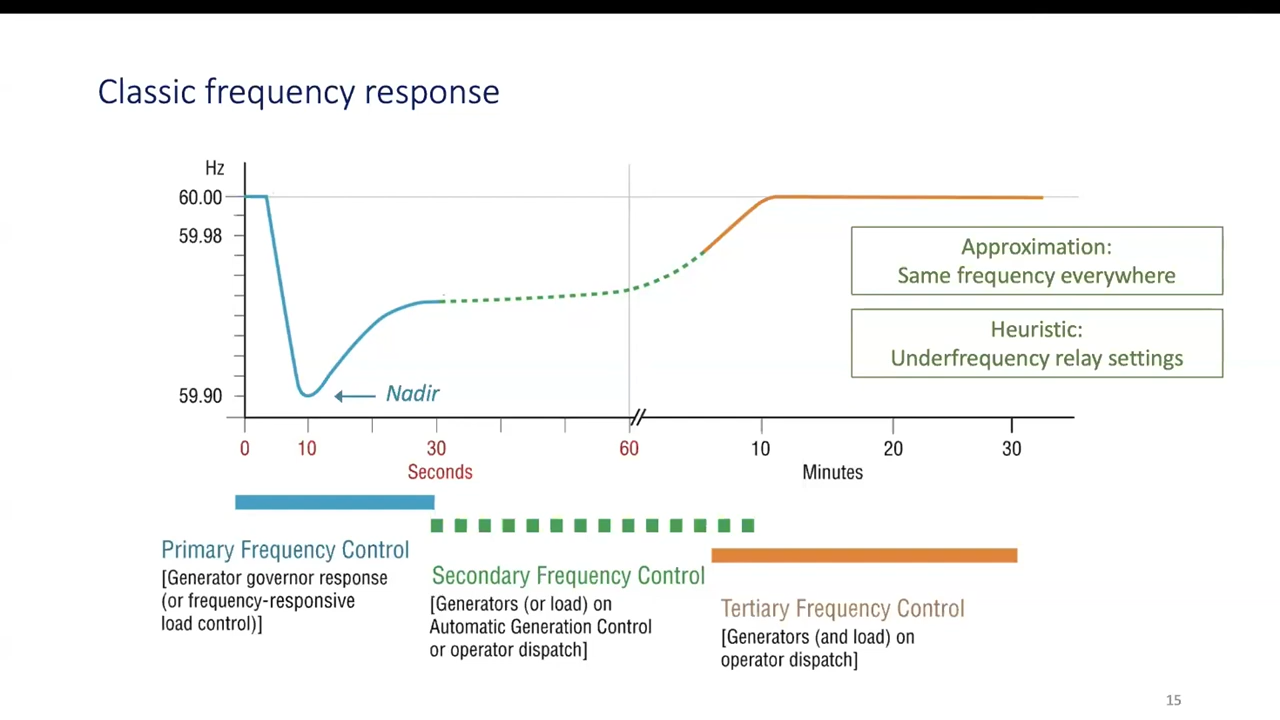 Classic frequency response
Hz
60.00
59.98
59.90
Nadir
Approximation:
Same frequency everywhere
Heuristic:
Underfrequency relay settings
0 10 30 60 10 20 30
Seconds Minutes
Primary Frequency Control
[Generator governor response
(or frequency-responsive
load control)]
Secondary Frequency Control
[Generators (or load) on
Automatic Generation Control
or operator dispatch]
Tertiary Frequency Control
[Generators (and load) on
operator dispatch]
15